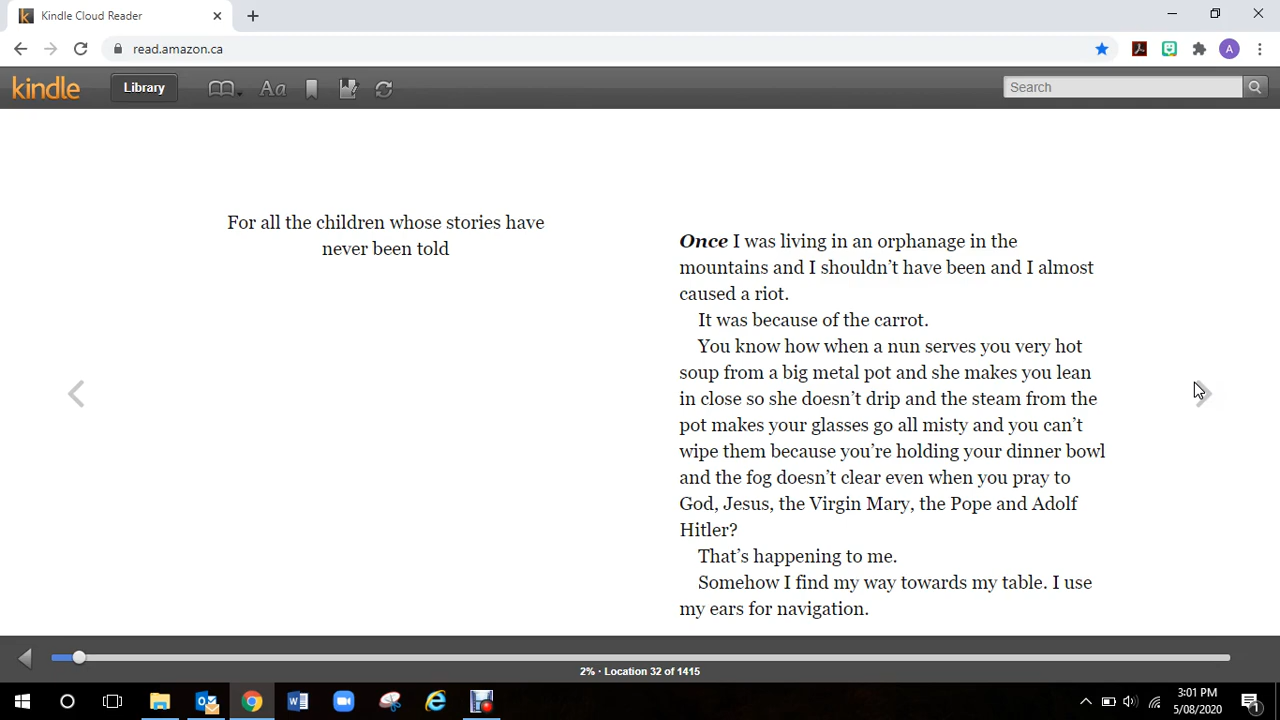 Kindle Cloud Reader
read.amazon.ca
A
kindle
Library
Aa
Search
For all the children whose stories have
never been told
Once I was living in an orphanage in the
mountains and I shouldn't have been and I almost
caused a riot.
It was because of the carrot.
You know how when a nun serves you very hot
soup from a big metal pot and she makes you lean
in close so she doesn't drip and the steam from the
pot makes your glasses go all misty and you can't
wipe them because you're holding your dinner bowl
and the fog doesn't clear even when you pray to
God, Jesus, the Virgin Mary, the Pope and Adolf
Hitler?
That's happening to me.
Somehow I find my way towards my table. I use
my ears for navigation.
2% · Location 32 of 1415
3:01 PM
5/08/2020
1